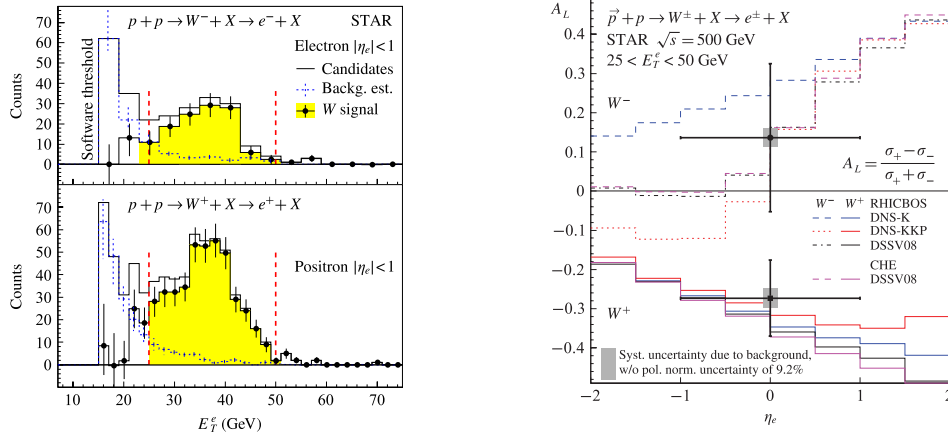 p + p → W⁻ + X → e⁻ + X STAR
Electron |ηₑ| < 1
Candidates
Backg. est.
W signal
Software threshold
Counts
70
60
50
40
30
20
10
0
p + p → W⁺ + X → e⁺ + X
Positron |ηₑ| < 1
Counts
70
60
50
40
30
20
10
0
10 20 30 40 50 60 70
E_T^e (GeV)
A_L
p⃗ + p → W± + X → e± + X
STAR √s = 500 GeV
25 < E_T^e < 50 GeV
0.4
0.3
0.2
0.1
0
−0.1
−0.2
−0.3
−0.4
W⁻
A_L = (σ₊ − σ₋)/(σ₊ + σ₋)
W⁻ W⁺ RHICBOS
DNS-K
DNS-KKP
DSSV08
CHE
DSSV08
W⁺
Syst. uncertainty due to background,
w/o pol. norm. uncertainty of 9.2%
−2 −1 0 1 2
ηₑ